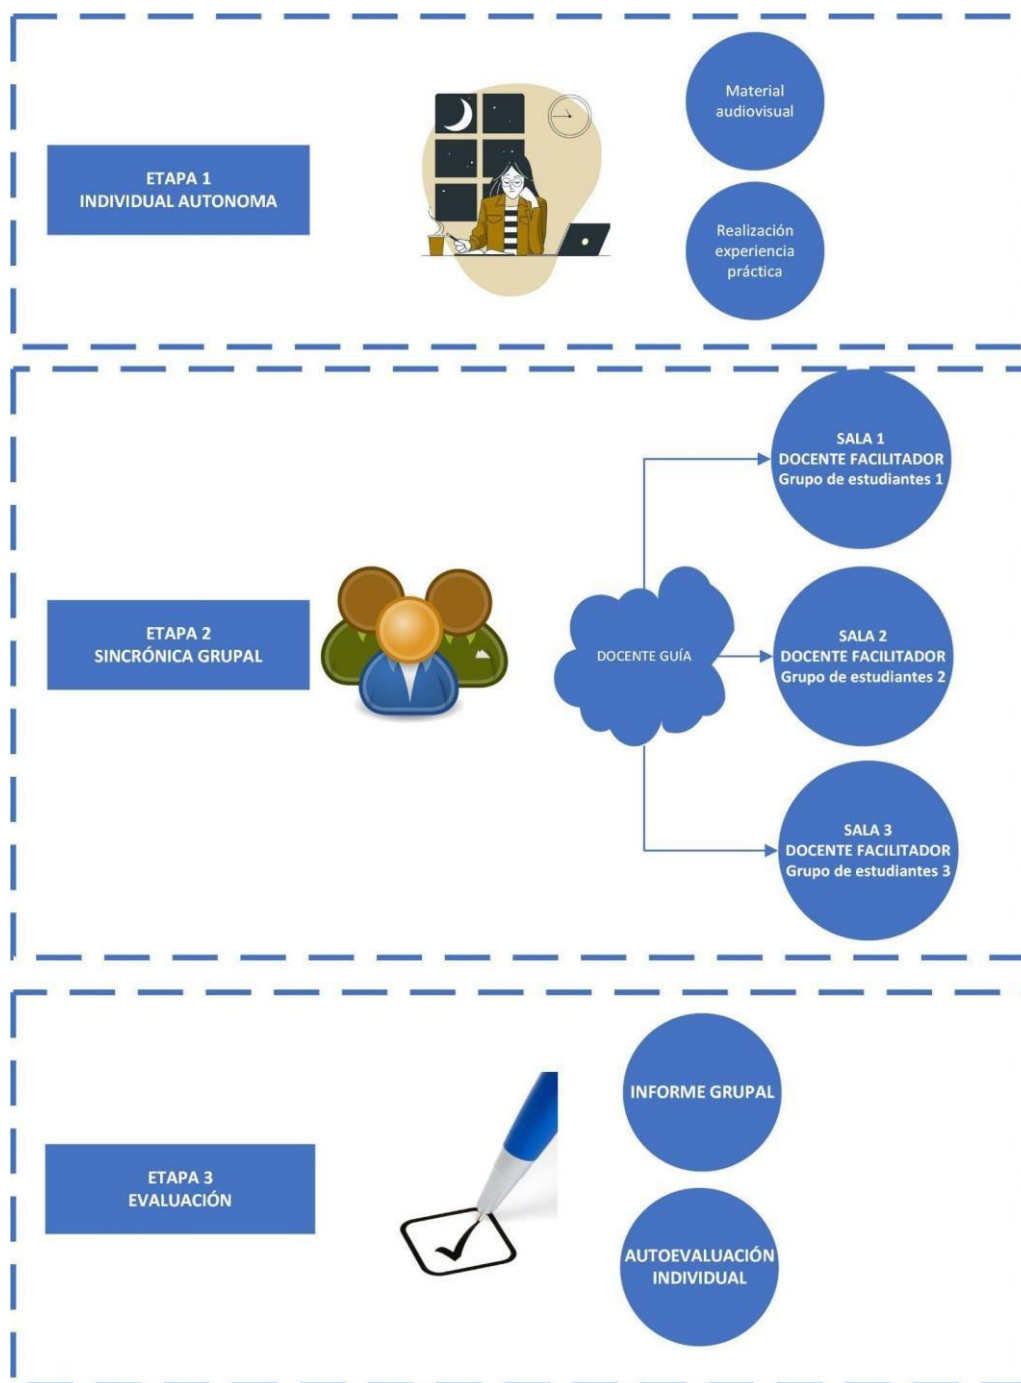 Material
audiovisual
ETAPA 1
INDIVIDUAL AUTONOMA
Realización
experiencia
práctica
SALA 1
DOCENTE FACILITADOR
Grupo de estudiantes 1
ETAPA 2
SINCRÓNICA GRUPAL
DOCENTE GUÍA
SALA 2
DOCENTE FACILITADOR
Grupo de estudiantes 2
SALA 3
DOCENTE FACILITADOR
Grupo de estudiantes 3
INFORME GRUPAL
ETAPA 3
EVALUACIÓN
AUTOEVALUACIÓN
INDIVIDUAL